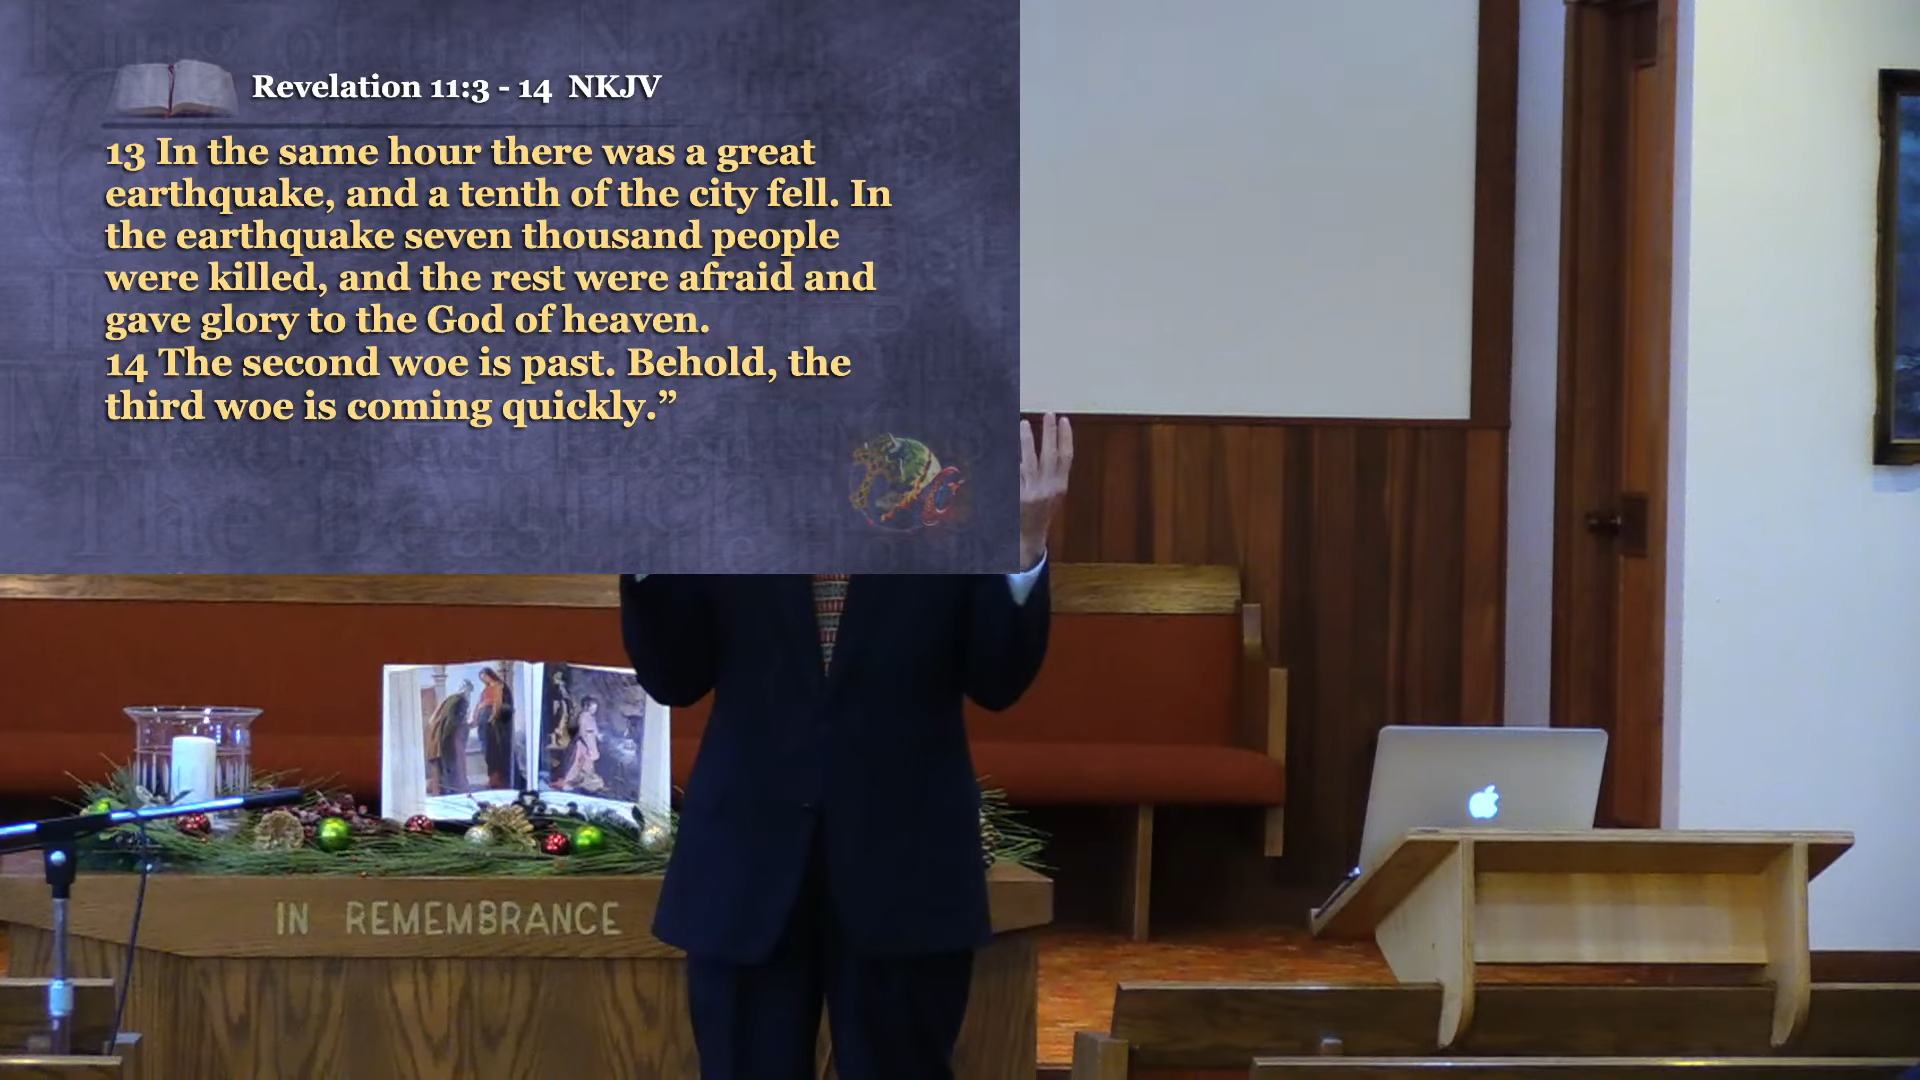 Revelation 11:3 - 14 NKJV
13 In the same hour there was a great
earthquake, and a tenth of the city fell. In
the earthquake seven thousand people
were killed, and the rest were afraid and
gave glory to the God of heaven.
14 The second woe is past. Behold, the
third woe is coming quickly.”
IN REMEMBRANCE